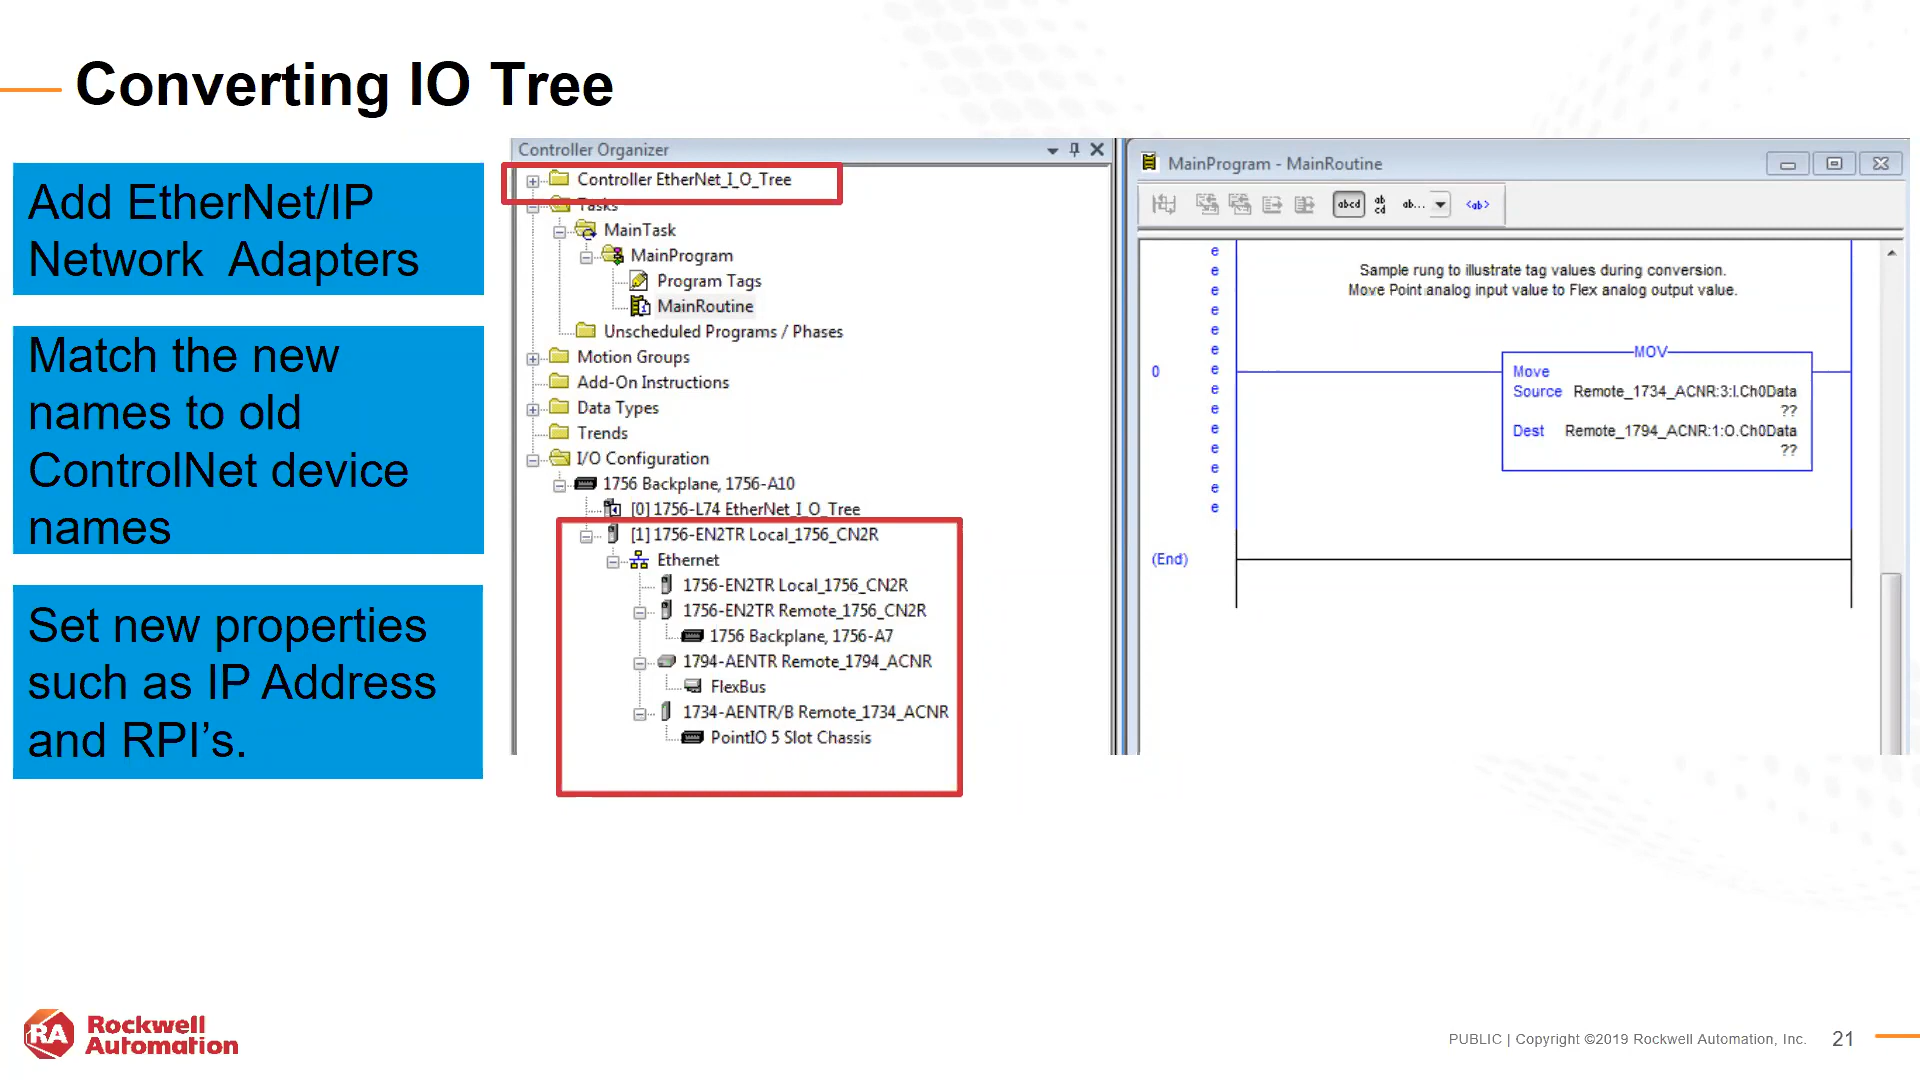 Converting IO Tree
Add EtherNet/IP
Network Adapters
Match the new
names to old
ControlNet device
names
Set new properties
such as IP Address
and RPI's.
Controller Organizer
Controller EtherNet_I_O_Tree
Tasks
MainTask
MainProgram
Program Tags
MainRoutine
Unscheduled Programs / Phases
Motion Groups
Add-On Instructions
Data Types
Trends
I/O Configuration
1756 Backplane, 1756-A10
[0] 1756-L74 EtherNet_I_O_Tree
[1] 1756-EN2TR Local_1756_CN2R
Ethernet
1756-EN2TR Local_1756_CN2R
1756-EN2TR Remote_1756_CN2R
1756 Backplane, 1756-A7
1794-AENTR Remote_1794_ACNR
FlexBus
1734-AENTR/B Remote_1734_ACNR
PointIO 5 Slot Chassis
MainProgram - MainRoutine
abcd
ab
cd
ab...
<ab>
e
e
e
e
e
e
e
e
e
e
e
e
e
e
Sample rung to illustrate tag values during conversion.
Move Point analog input value to Flex analog output value.
0
MOV
Move
Source Remote_1734_ACNR:3:I.Ch0Data
??
Dest Remote_1794_ACNR:1:O.Ch0Data
??
(End)
RA
Rockwell
Automation
PUBLIC | Copyright ©2019 Rockwell Automation, Inc. 21